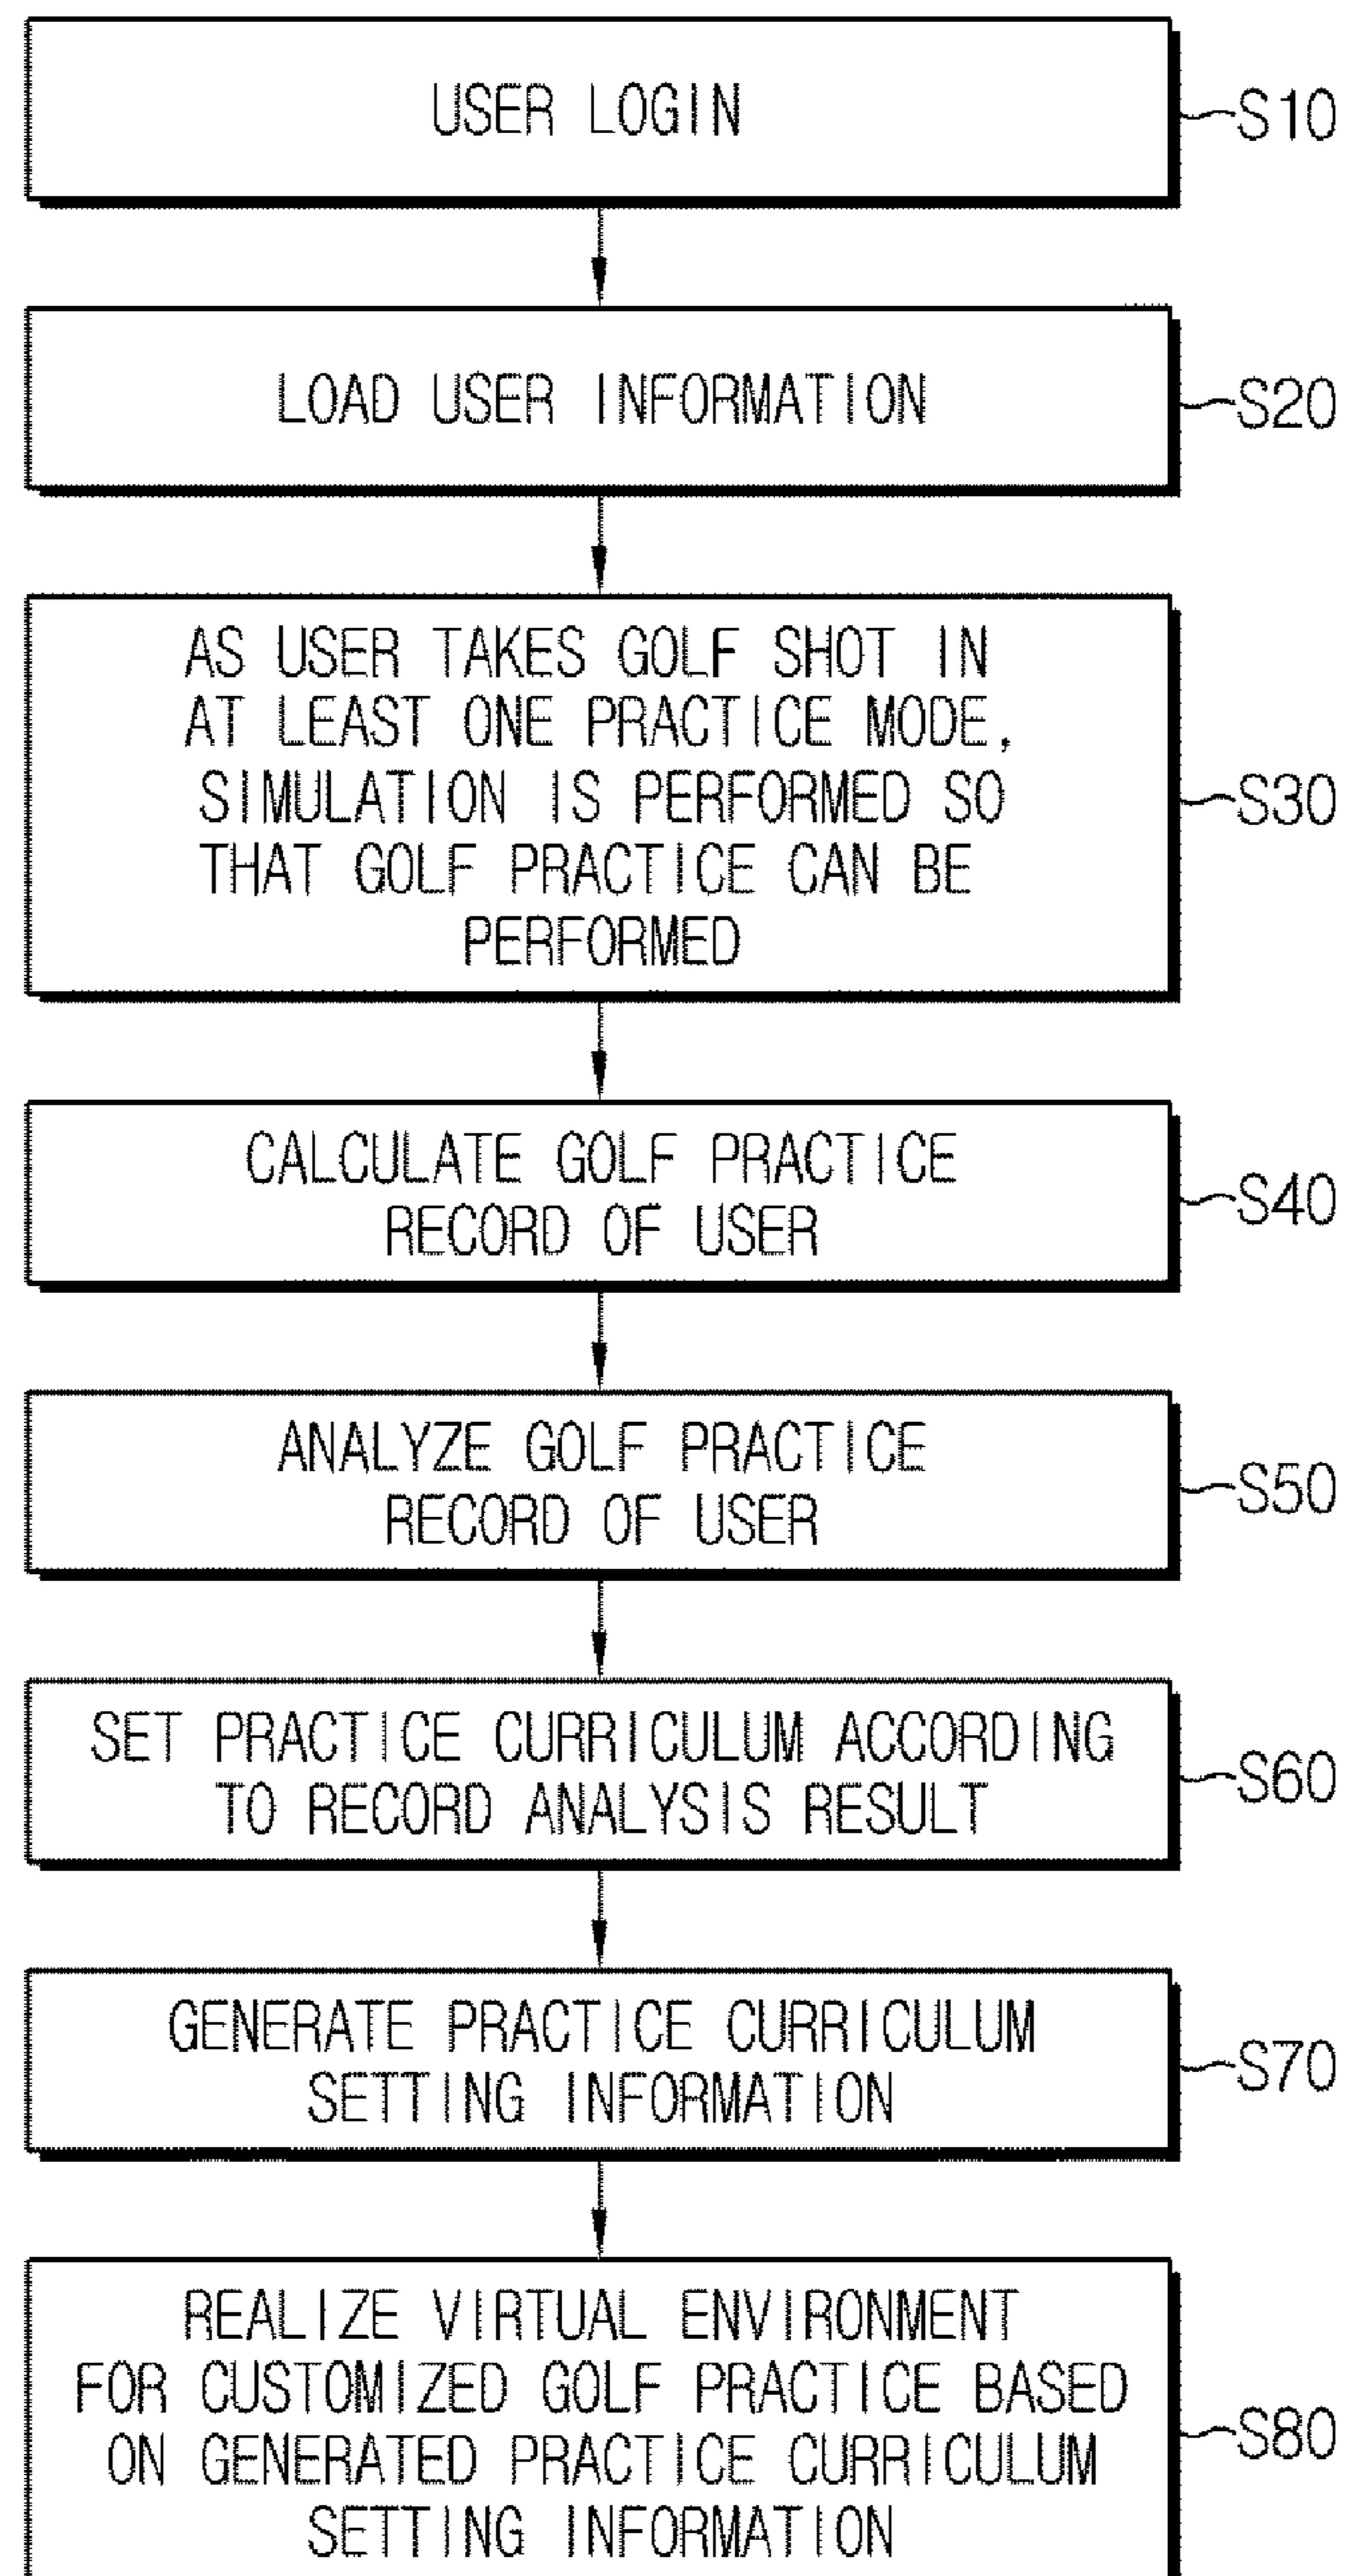 USER LOGIN
S10
LOAD USER INFORMATION
S20
AS USER TAKES GOLF SHOT IN
AT LEAST ONE PRACTICE MODE,
SIMULATION IS PERFORMED SO
THAT GOLF PRACTICE CAN BE
PERFORMED
S30
CALCULATE GOLF PRACTICE
RECORD OF USER
S40
ANALYZE GOLF PRACTICE
RECORD OF USER
S50
SET PRACTICE CURRICULUM ACCORDING
TO RECORD ANALYSIS RESULT
S60
GENERATE PRACTICE CURRICULUM
SETTING INFORMATION
S70
REALIZE VIRTUAL ENVIRONMENT
FOR CUSTOMIZED GOLF PRACTICE BASED
ON GENERATED PRACTICE CURRICULUM
SETTING INFORMATION
S80